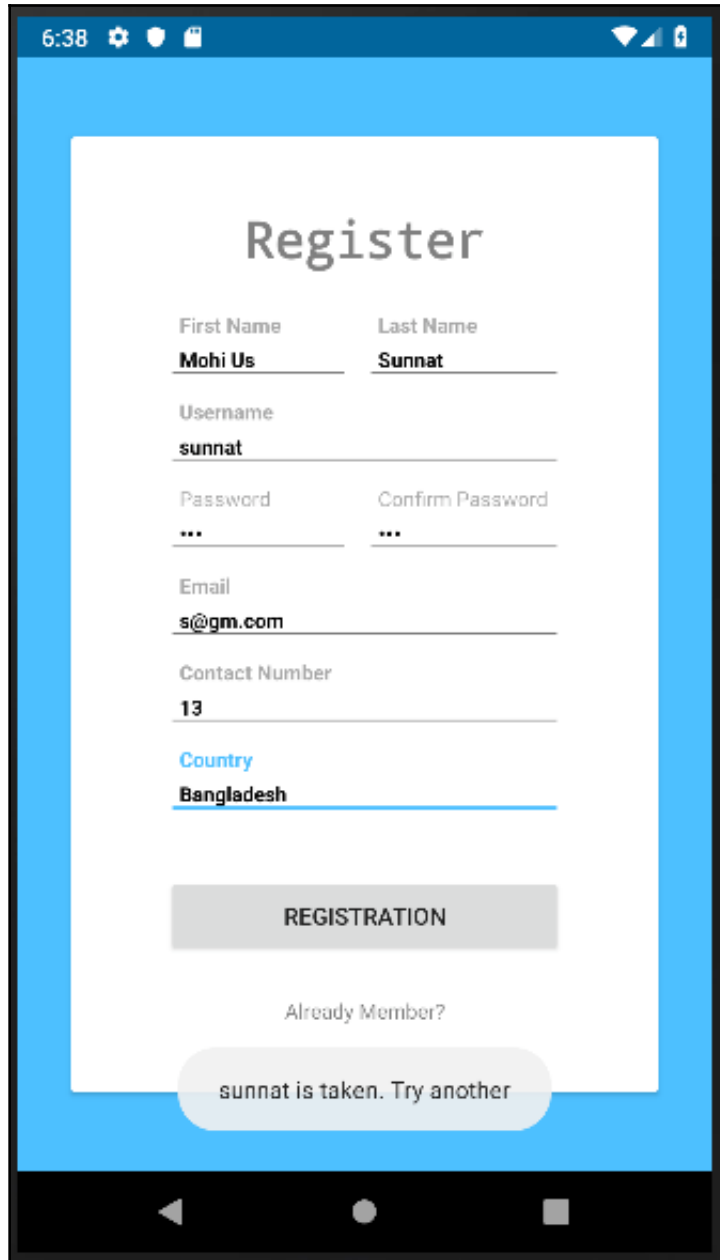 6:38
Register
First Name Last Name
Mohi Us Sunnat
Username
sunnat
Password Confirm Password
••• •••
Email
s@gm.com
Contact Number
13
Country
Bangladesh
REGISTRATION
Already Member?
sunnat is taken. Try another